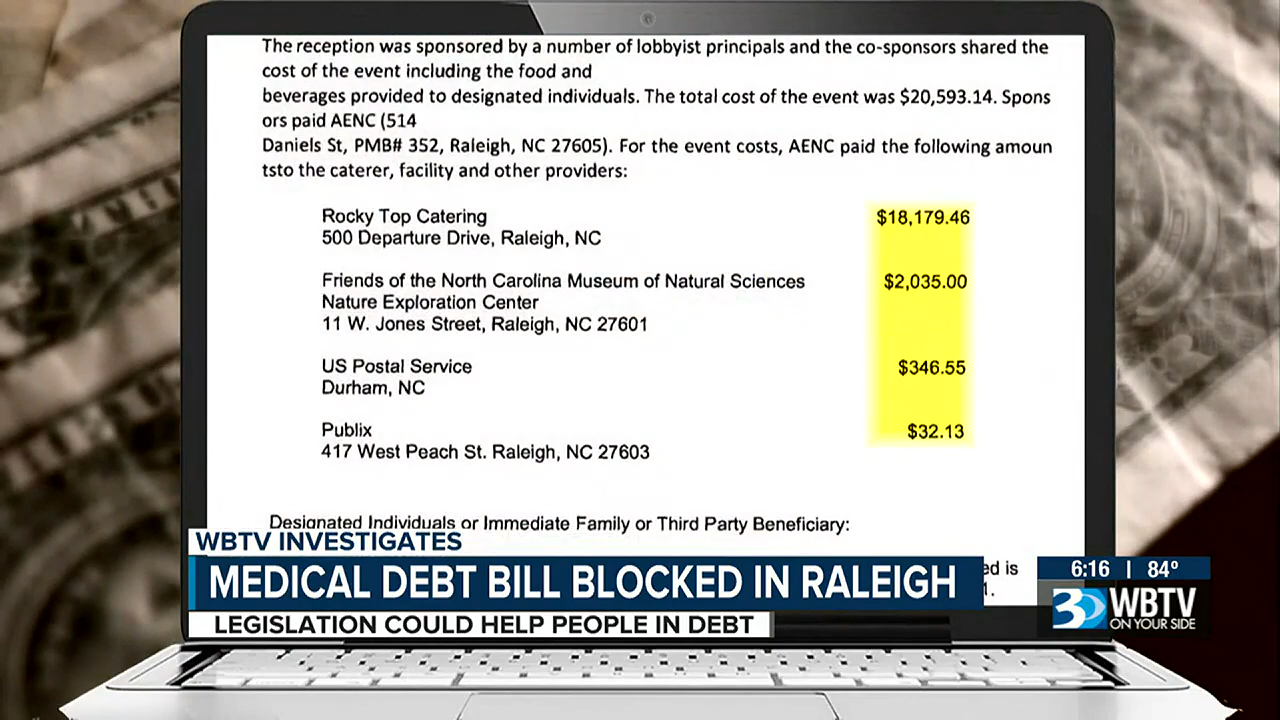 The reception was sponsored by a number of lobbyist principals and the co-sponsors shared the
cost of the event including the food and
beverages provided to designated individuals. The total cost of the event was $20,593.14. Spons
ors paid AENC (514
Daniels St, PMB# 352, Raleigh, NC 27605). For the event costs, AENC paid the following amoun
tsto the caterer, facility and other providers:
Rocky Top Catering $18,179.46
500 Departure Drive, Raleigh, NC
Friends of the North Carolina Museum of Natural Sciences $2,035.00
Nature Exploration Center
11 W. Jones Street, Raleigh, NC 27601
US Postal Service $346.55
Durham, NC
Publix $32.13
417 West Peach St. Raleigh, NC 27603
Designated Individuals or Immediate Family or Third Party Beneficiary:
WBTV INVESTIGATES
MEDICAL DEBT BILL BLOCKED IN RALEIGH
LEGISLATION COULD HELP PEOPLE IN DEBT
ed is
6:16 | 84°
3 WBTV
ON YOUR SIDE